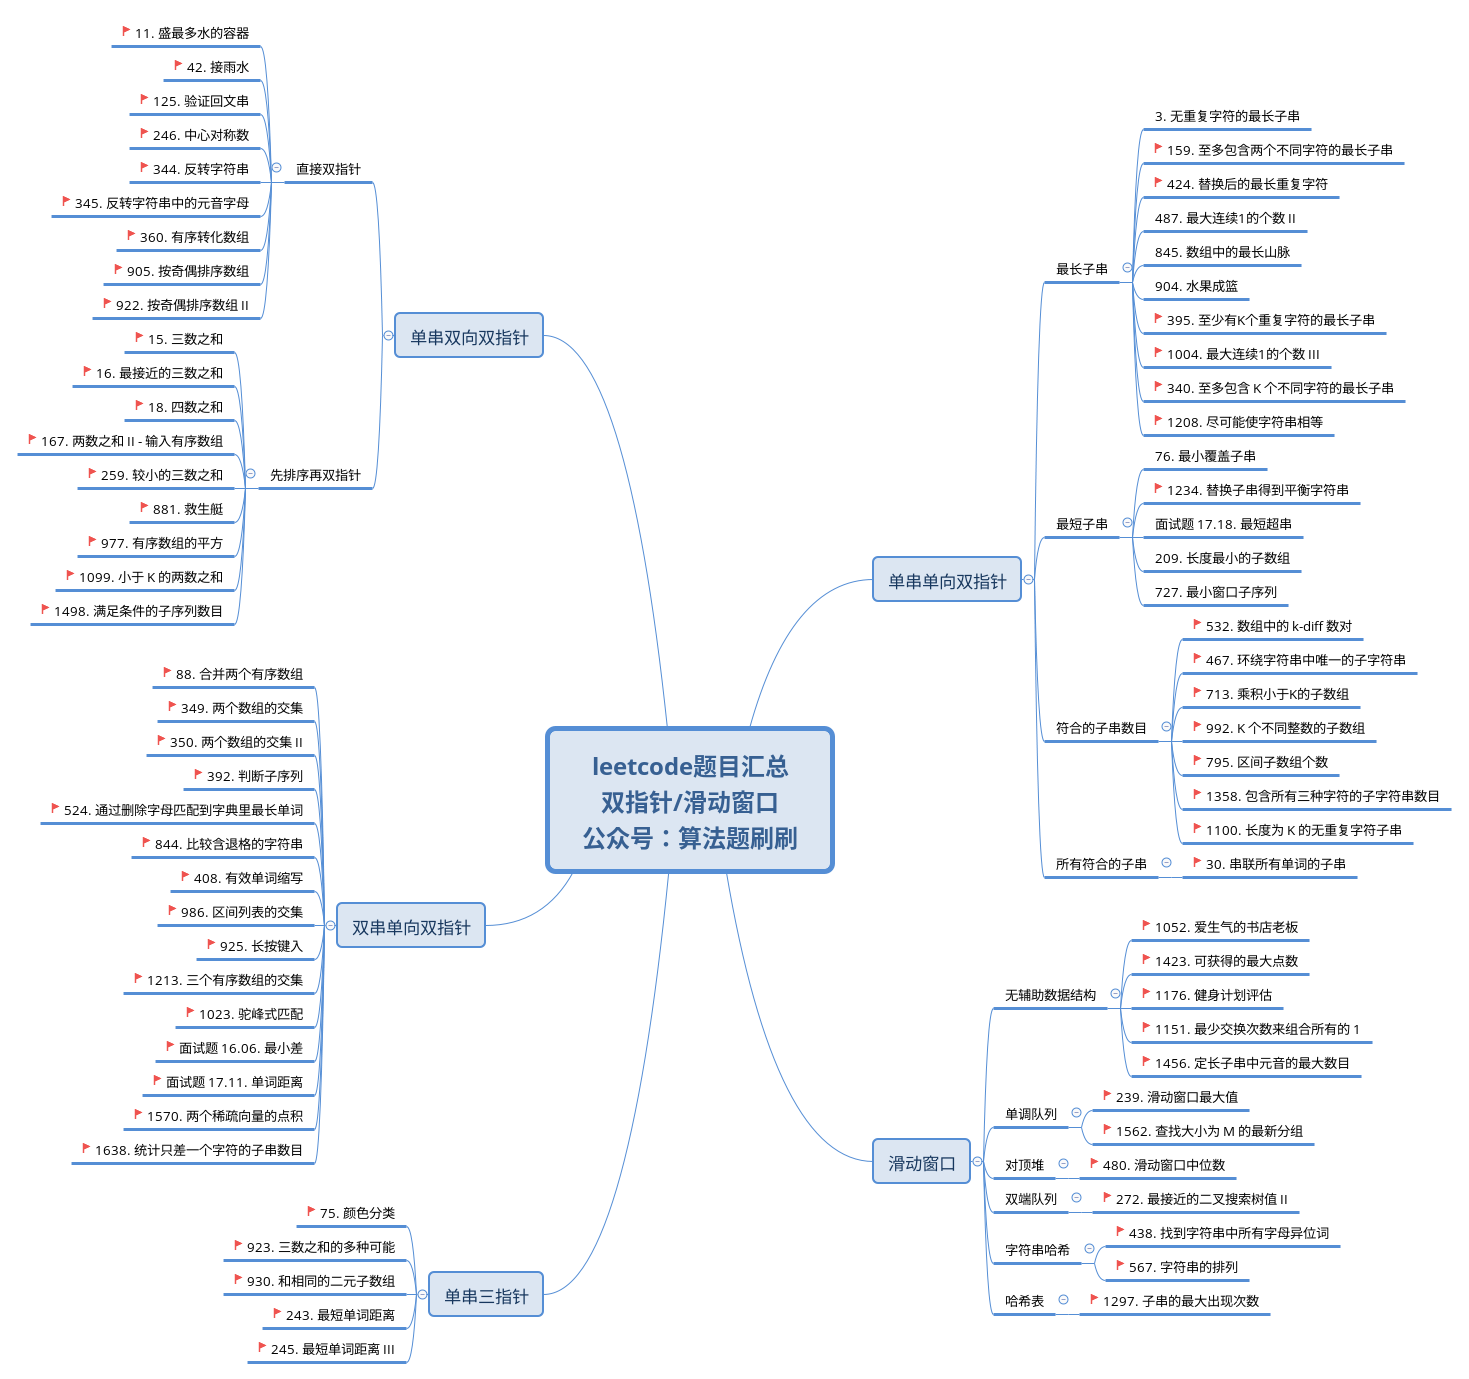 leetcode题目汇总
双指针/滑动窗口
公众号：算法题刷刷
单串双向双指针
直接双指针
11. 盛最多水的容器
42. 接雨水
125. 验证回文串
246. 中心对称数
344. 反转字符串
345. 反转字符串中的元音字母
360. 有序转化数组
905. 按奇偶排序数组
922. 按奇偶排序数组 II
先排序再双指针
15. 三数之和
16. 最接近的三数之和
18. 四数之和
167. 两数之和 II - 输入有序数组
259. 较小的三数之和
881. 救生艇
977. 有序数组的平方
1099. 小于 K 的两数之和
1498. 满足条件的子序列数目
双串单向双指针
88. 合并两个有序数组
349. 两个数组的交集
350. 两个数组的交集 II
392. 判断子序列
524. 通过删除字母匹配到字典里最长单词
844. 比较含退格的字符串
408. 有效单词缩写
986. 区间列表的交集
925. 长按键入
1213. 三个有序数组的交集
1023. 驼峰式匹配
面试题 16.06. 最小差
面试题 17.11. 单词距离
1570. 两个稀疏向量的点积
1638. 统计只差一个字符的子串数目
单串三指针
75. 颜色分类
923. 三数之和的多种可能
930. 和相同的二元子数组
243. 最短单词距离
245. 最短单词距离 III
单串单向双指针
最长子串
3. 无重复字符的最长子串
159. 至多包含两个不同字符的最长子串
424. 替换后的最长重复字符
487. 最大连续1的个数 II
845. 数组中的最长山脉
904. 水果成篮
395. 至少有K个重复字符的最长子串
1004. 最大连续1的个数 III
340. 至多包含 K 个不同字符的最长子串
1208. 尽可能使字符串相等
最短子串
76. 最小覆盖子串
1234. 替换子串得到平衡字符串
面试题 17.18. 最短超串
209. 长度最小的子数组
727. 最小窗口子序列
符合的子串数目
532. 数组中的 k-diff 数对
467. 环绕字符串中唯一的子字符串
713. 乘积小于K的子数组
992. K 个不同整数的子数组
795. 区间子数组个数
1358. 包含所有三种字符的子字符串数目
1100. 长度为 K 的无重复字符子串
所有符合的子串
30. 串联所有单词的子串
滑动窗口
无辅助数据结构
1052. 爱生气的书店老板
1423. 可获得的最大点数
1176. 健身计划评估
1151. 最少交换次数来组合所有的 1
1456. 定长子串中元音的最大数目
单调队列
239. 滑动窗口最大值
1562. 查找大小为 M 的最新分组
对顶堆
480. 滑动窗口中位数
双端队列
272. 最接近的二叉搜索树值 II
字符串哈希
438. 找到字符串中所有字母异位词
567. 字符串的排列
哈希表
1297. 子串的最大出现次数